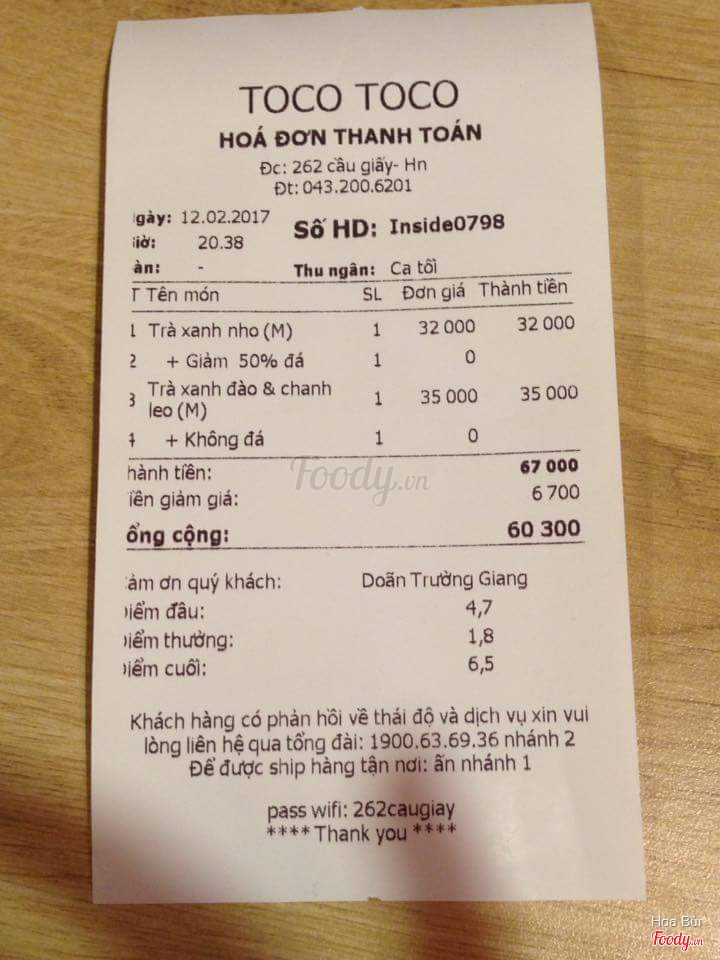 TOCO TOCO
HOÁ ĐƠN THANH TOÁN
Đc: 262 cầu giấy- Hn
Đt: 043.200.6201
gày: 12.02.2017 Số HD: Inside0798
iờ: 20.38
àn: - Thu ngân: Ca tối
T Tên món SL Đơn giá Thành tiền
1 Trà xanh nho (M) 1 32 000 32 000
2 + Giảm 50% đá 1 0
3 Trà xanh đào & chanh leo (M) 1 35 000 35 000
4 + Không đá 1 0
hành tiền: 67 000
iền giảm giá: 6 700
ổng cộng: 60 300
ảm ơn quý khách: Doãn Trường Giang
iểm đầu: 4,7
iểm thưởng: 1,8
iểm cuối: 6,5
Khách hàng có phản hồi về thái độ và dịch vụ xin vui
lòng liên hệ qua tổng đài: 1900.63.69.36 nhánh 2
Để được ship hàng tận nơi: ấn nhánh 1
pass wifi: 262caugiay
**** Thank you ****
Foody.vn
Hoa Bùi
Foody.vn